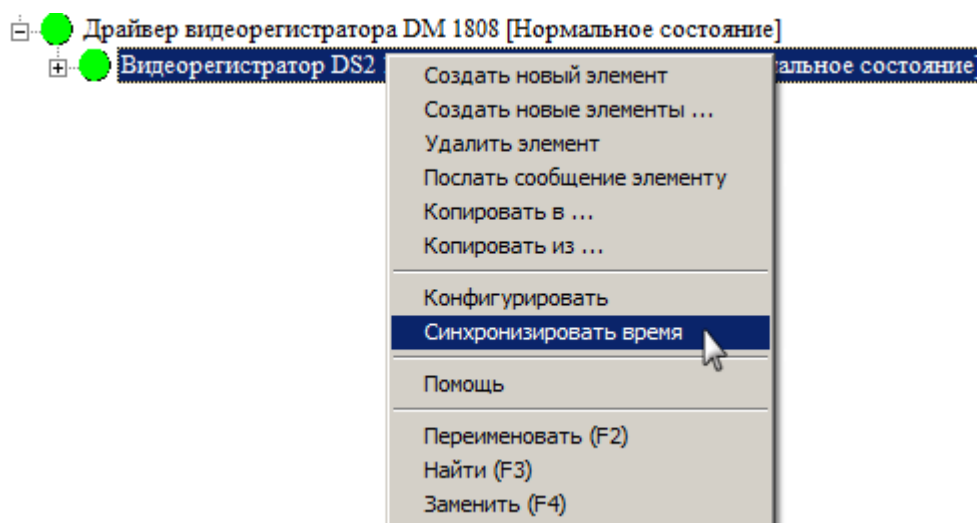 Драйвер видеорегистратора DM 1808 [Нормальное состояние]
Видеорегистратор DS2 альное состояние]
Создать новый элемент
Создать новые элементы ...
Удалить элемент
Послать сообщение элементу
Копировать в ...
Копировать из ...
Конфигурировать
Синхронизировать время
Помощь
Переименовать (F2)
Найти (F3)
Заменить (F4)